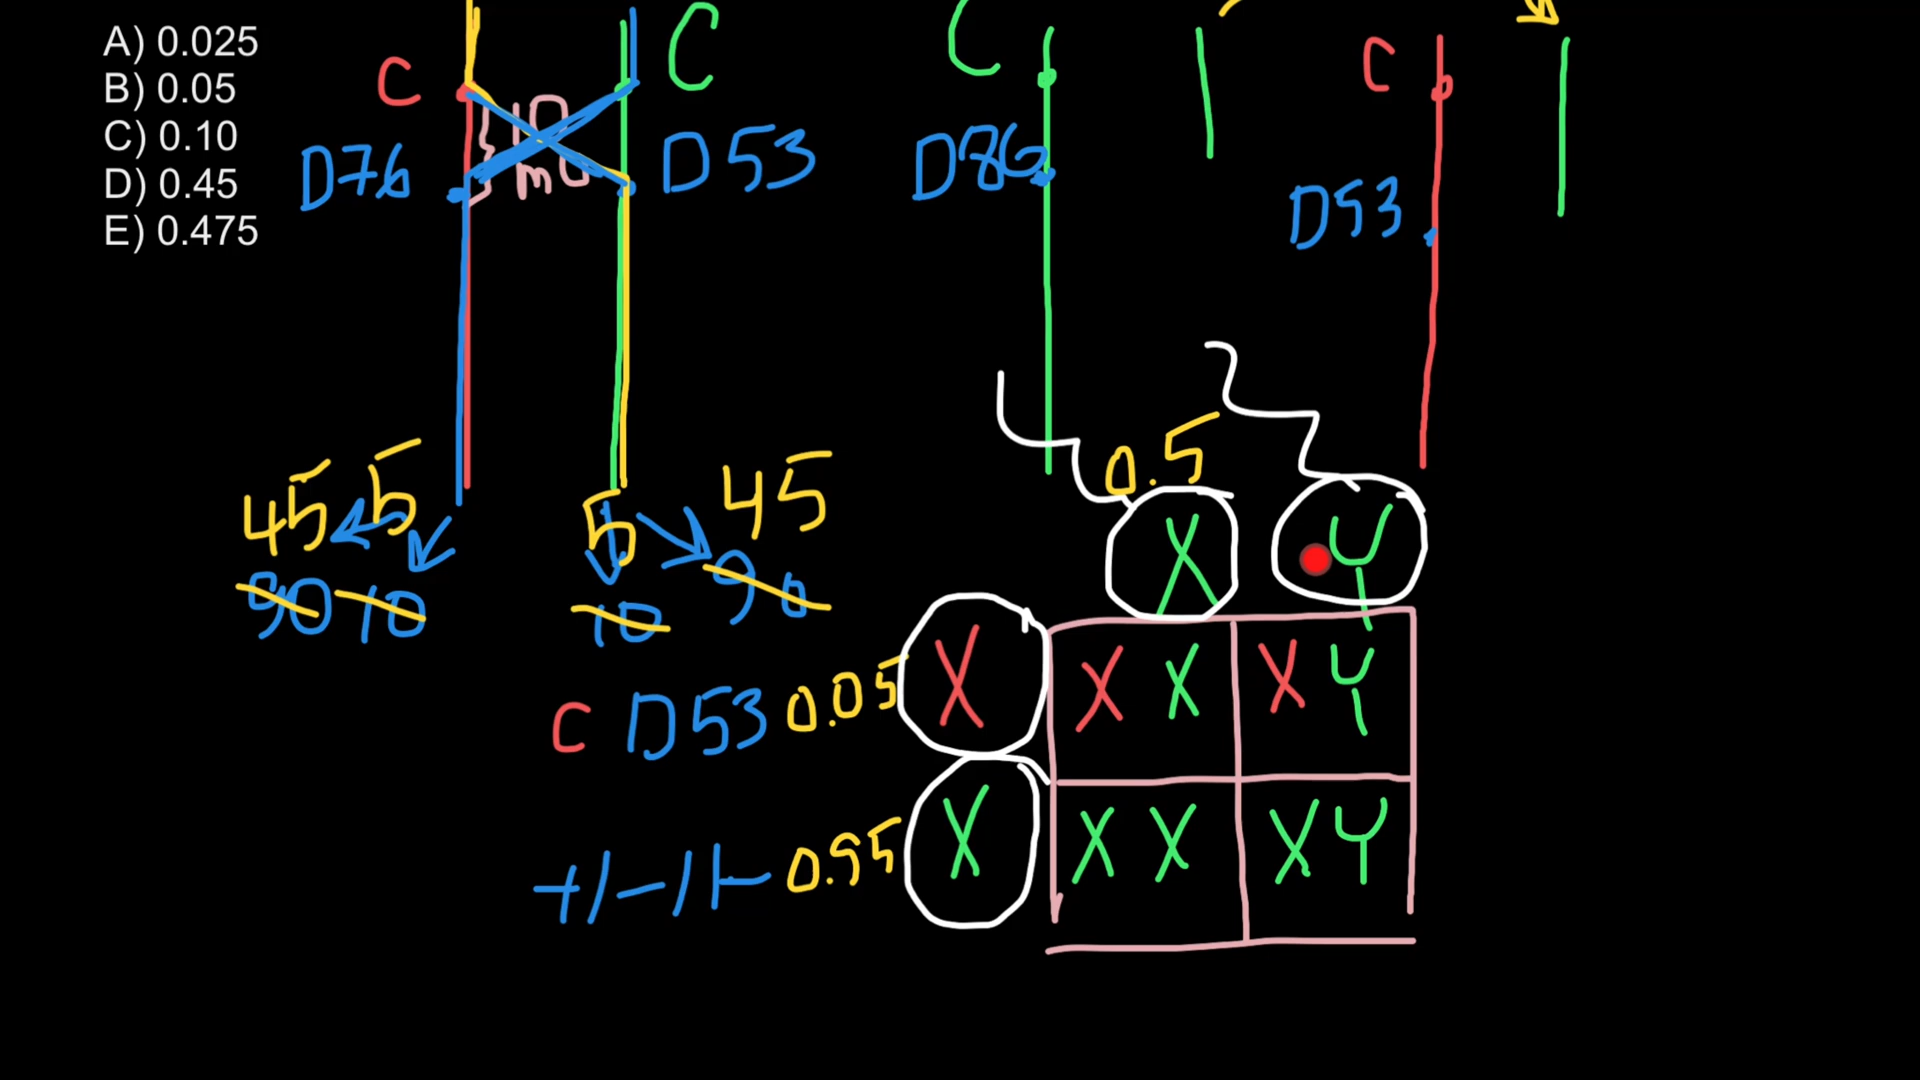 A) 0.025
B) 0.05
C) 0.10
D) 0.45
E) 0.475
c
C
C
c
10
m
D76
D53
D86
D53
0.5
45 5
5 45
90 10
10 90
X Y
c D53 0.05 X
X X
X Y
+/-/+ 0.95 X
X X
X Y